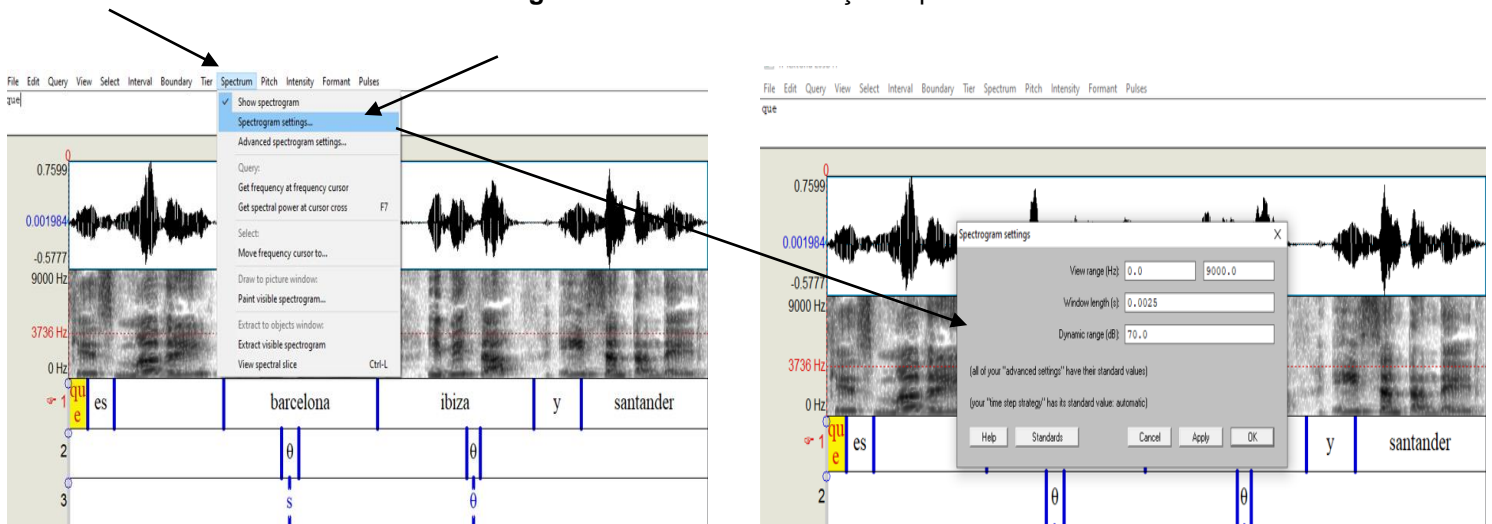 File Edit Query View Select Interval Boundary Tier Spectrum Pitch Intensity Formant Pulses
que
Show spectrogram
Spectrogram settings...
Advanced spectrogram settings...
Query:
Get frequency at frequency cursor
Get spectral power at cursor cross F7
Select:
Move frequency cursor to...
Draw to picture window:
Paint visible spectrogram...
Extract to objects window:
Extract visible spectrogram
View spectral slice Ctrl-L
0
0.7599
0.001984
-0.5777
9000 Hz
3736 Hz
0 Hz
1 que es barcelona ibiza y santander
2 θ θ
3 s θ
File Edit Query View Select Interval Boundary Tier Spectrum Pitch Intensity Formant Pulses
que
0
0.7599
0.001984
-0.5777
9000 Hz
3736 Hz
0 Hz
Spectrogram settings X
View range (Hz): 0.0 9000.0
Window length (s): 0.0025
Dynamic range (dB): 70.0
(all of your "advanced settings" have their standard values)
(your "time step strategy" has its standard value: automatic)
Help Standards Cancel Apply OK
1 que es y santander
2 θ θ